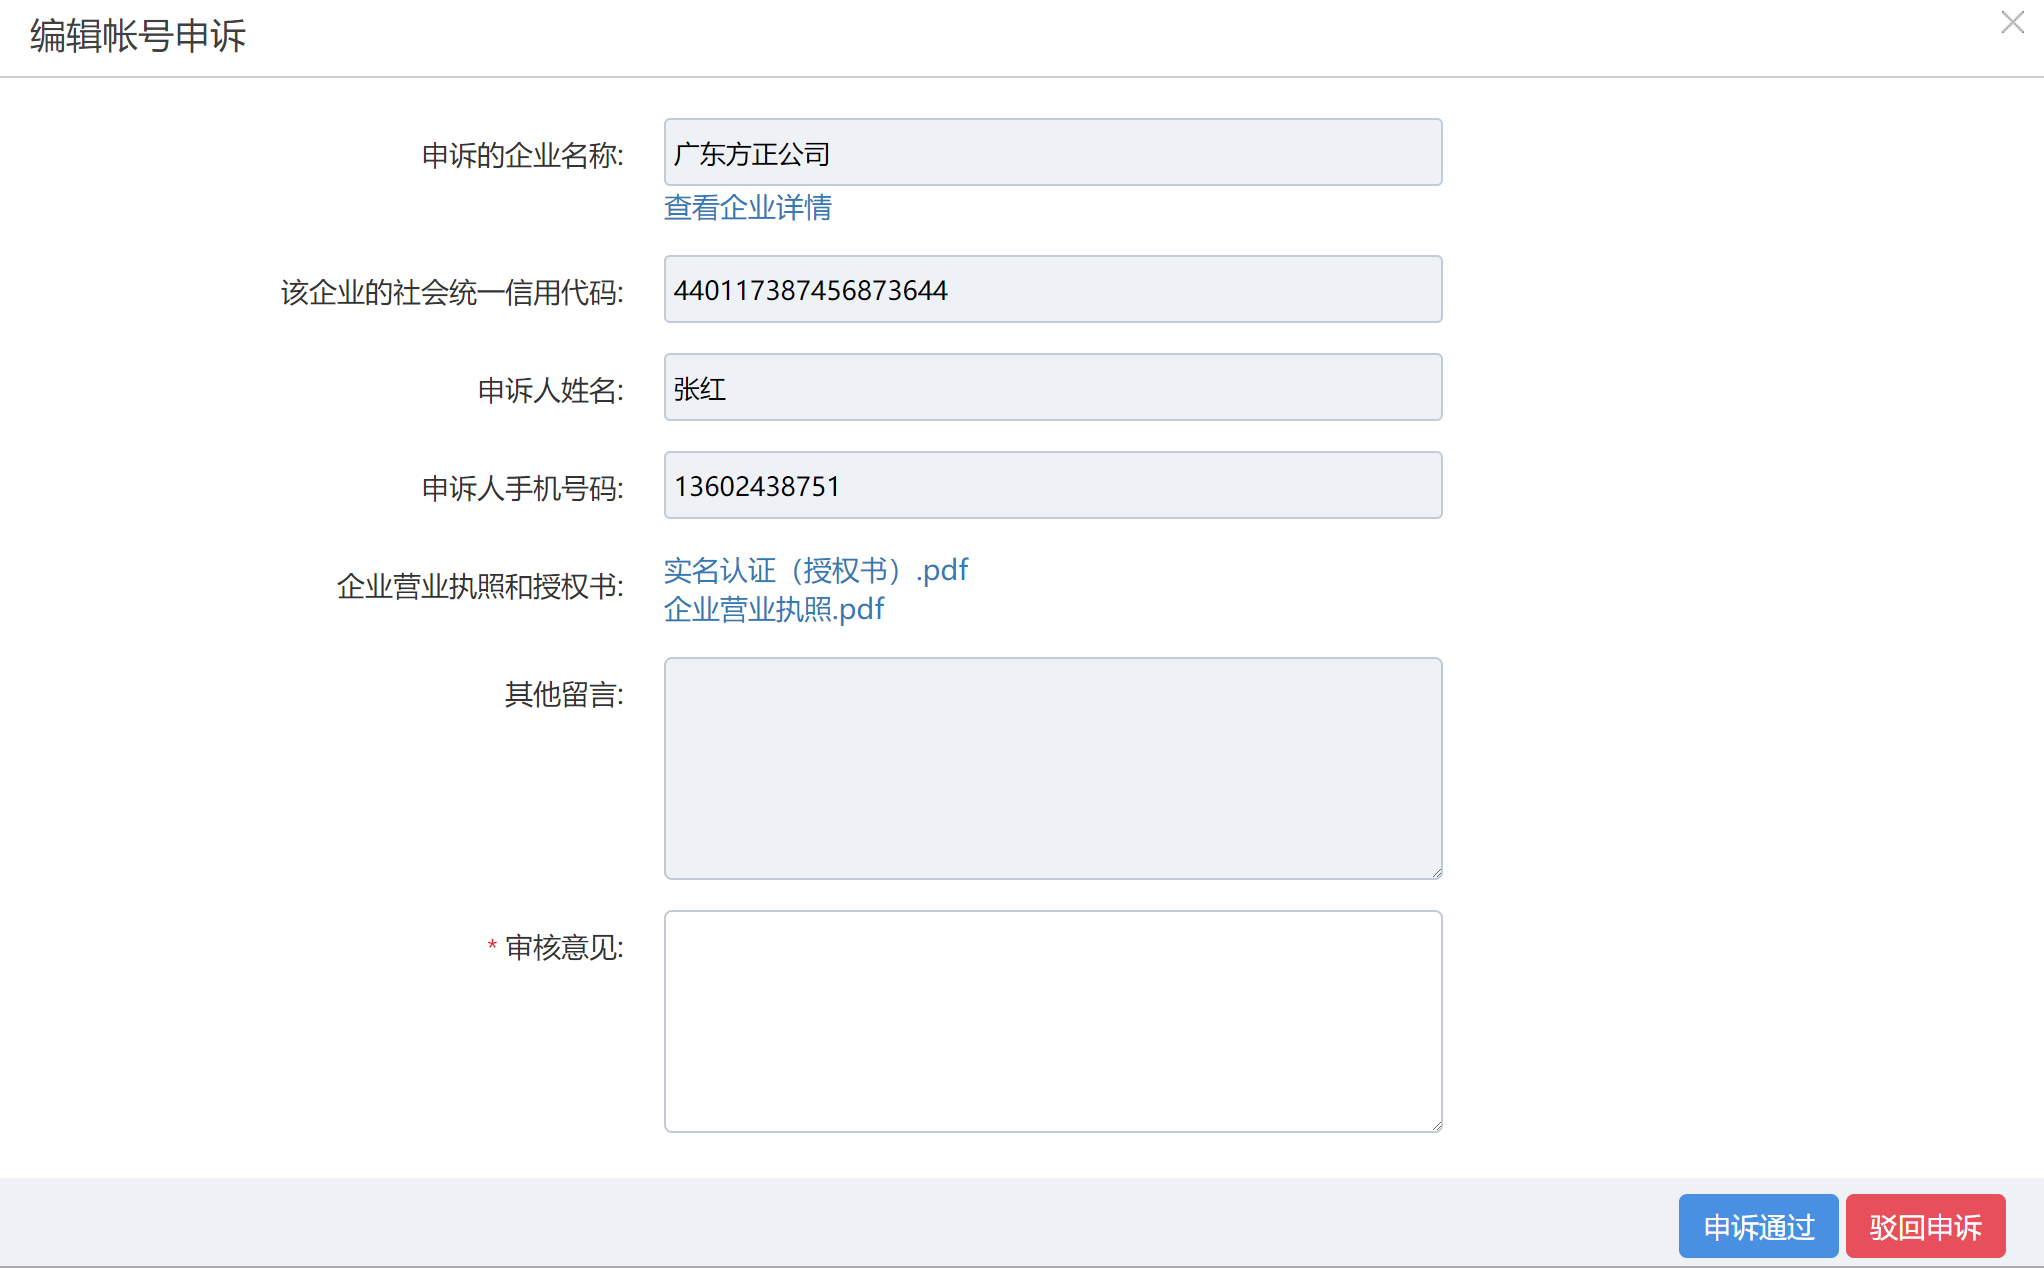 编辑帐号申诉
申诉的企业名称: 广东方正公司
查看企业详情
该企业的社会统一信用代码: 440117387456873644
申诉人姓名: 张红
申诉人手机号码: 13602438751
企业营业执照和授权书: 实名认证（授权书）.pdf
企业营业执照.pdf
其他留言:
* 审核意见:
申诉通过 驳回申诉